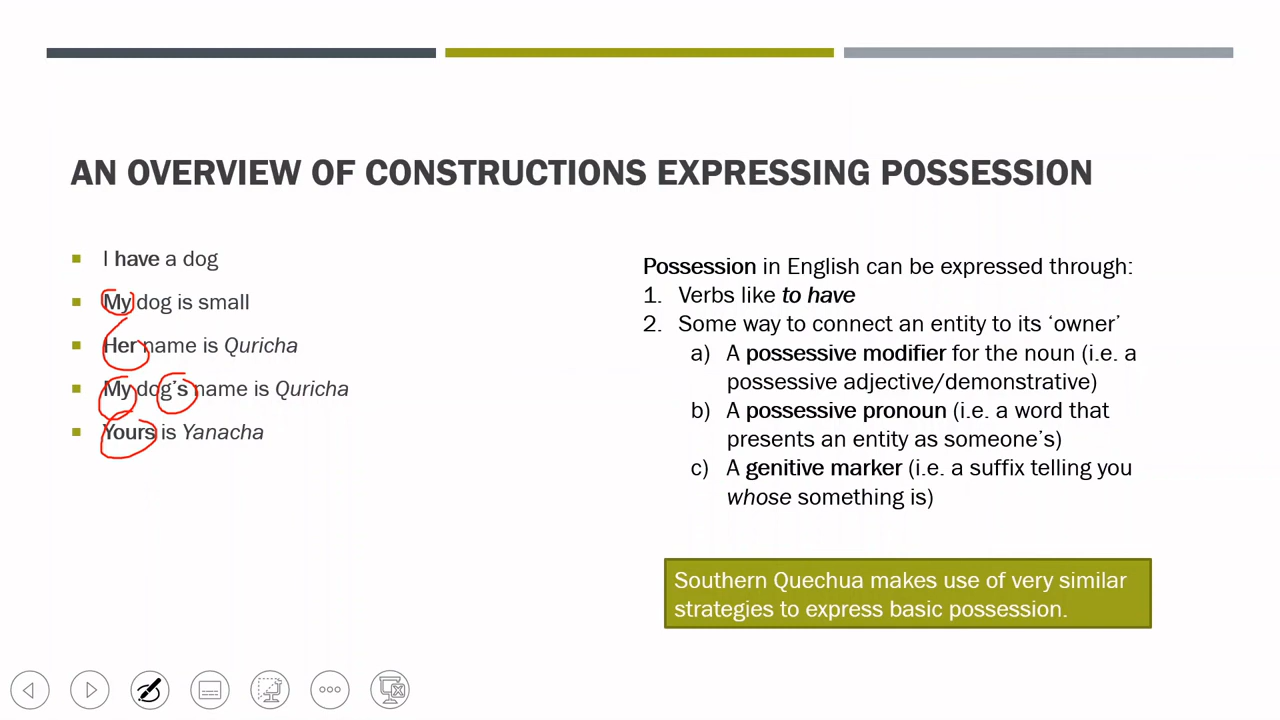 AN OVERVIEW OF CONSTRUCTIONS EXPRESSING POSSESSION
I have a dog
My dog is small
Her name is Quricha
My dog's name is Quricha
Yours is Yanacha
Possession in English can be expressed through:
1. Verbs like to have
2. Some way to connect an entity to its ‘owner’
a) A possessive modifier for the noun (i.e. a
possessive adjective/demonstrative)
b) A possessive pronoun (i.e. a word that
presents an entity as someone’s)
c) A genitive marker (i.e. a suffix telling you
whose something is)
Southern Quechua makes use of very similar
strategies to express basic possession.